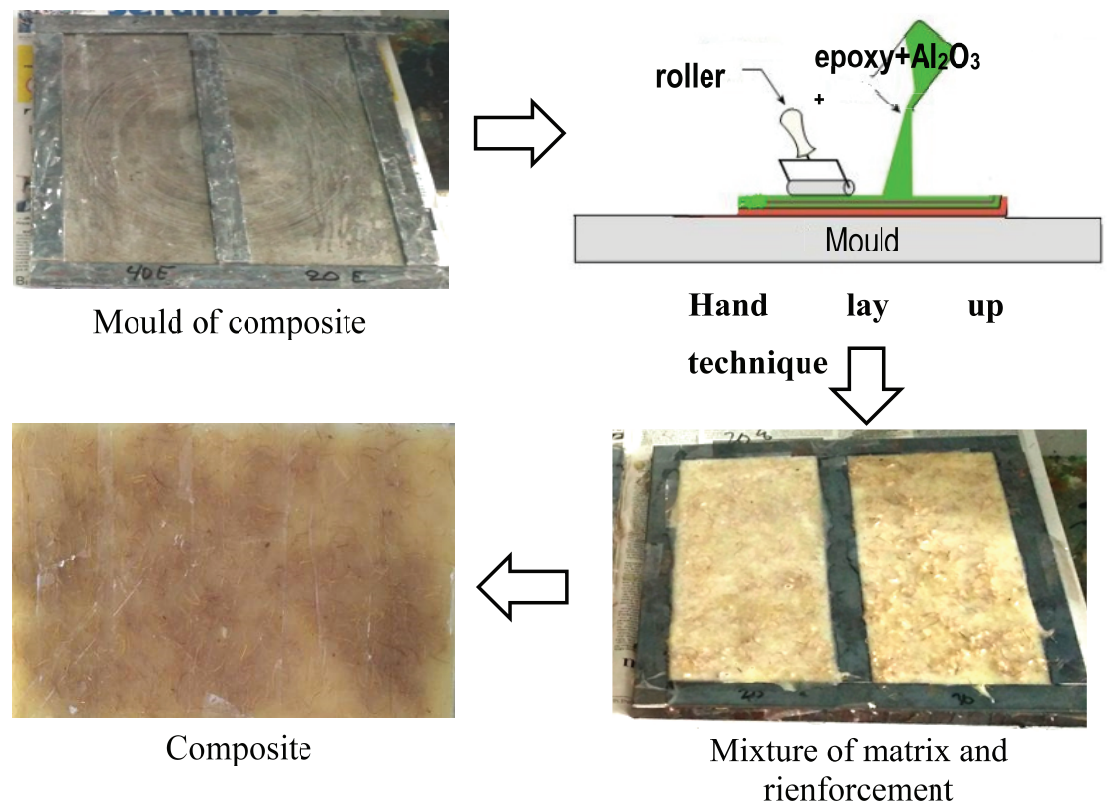 40E
20 E
Mould of composite
roller
epoxy+Al₂O₃
+
Mould
Hand lay up
technique
Mixture of matrix and
rienforcement
Composite